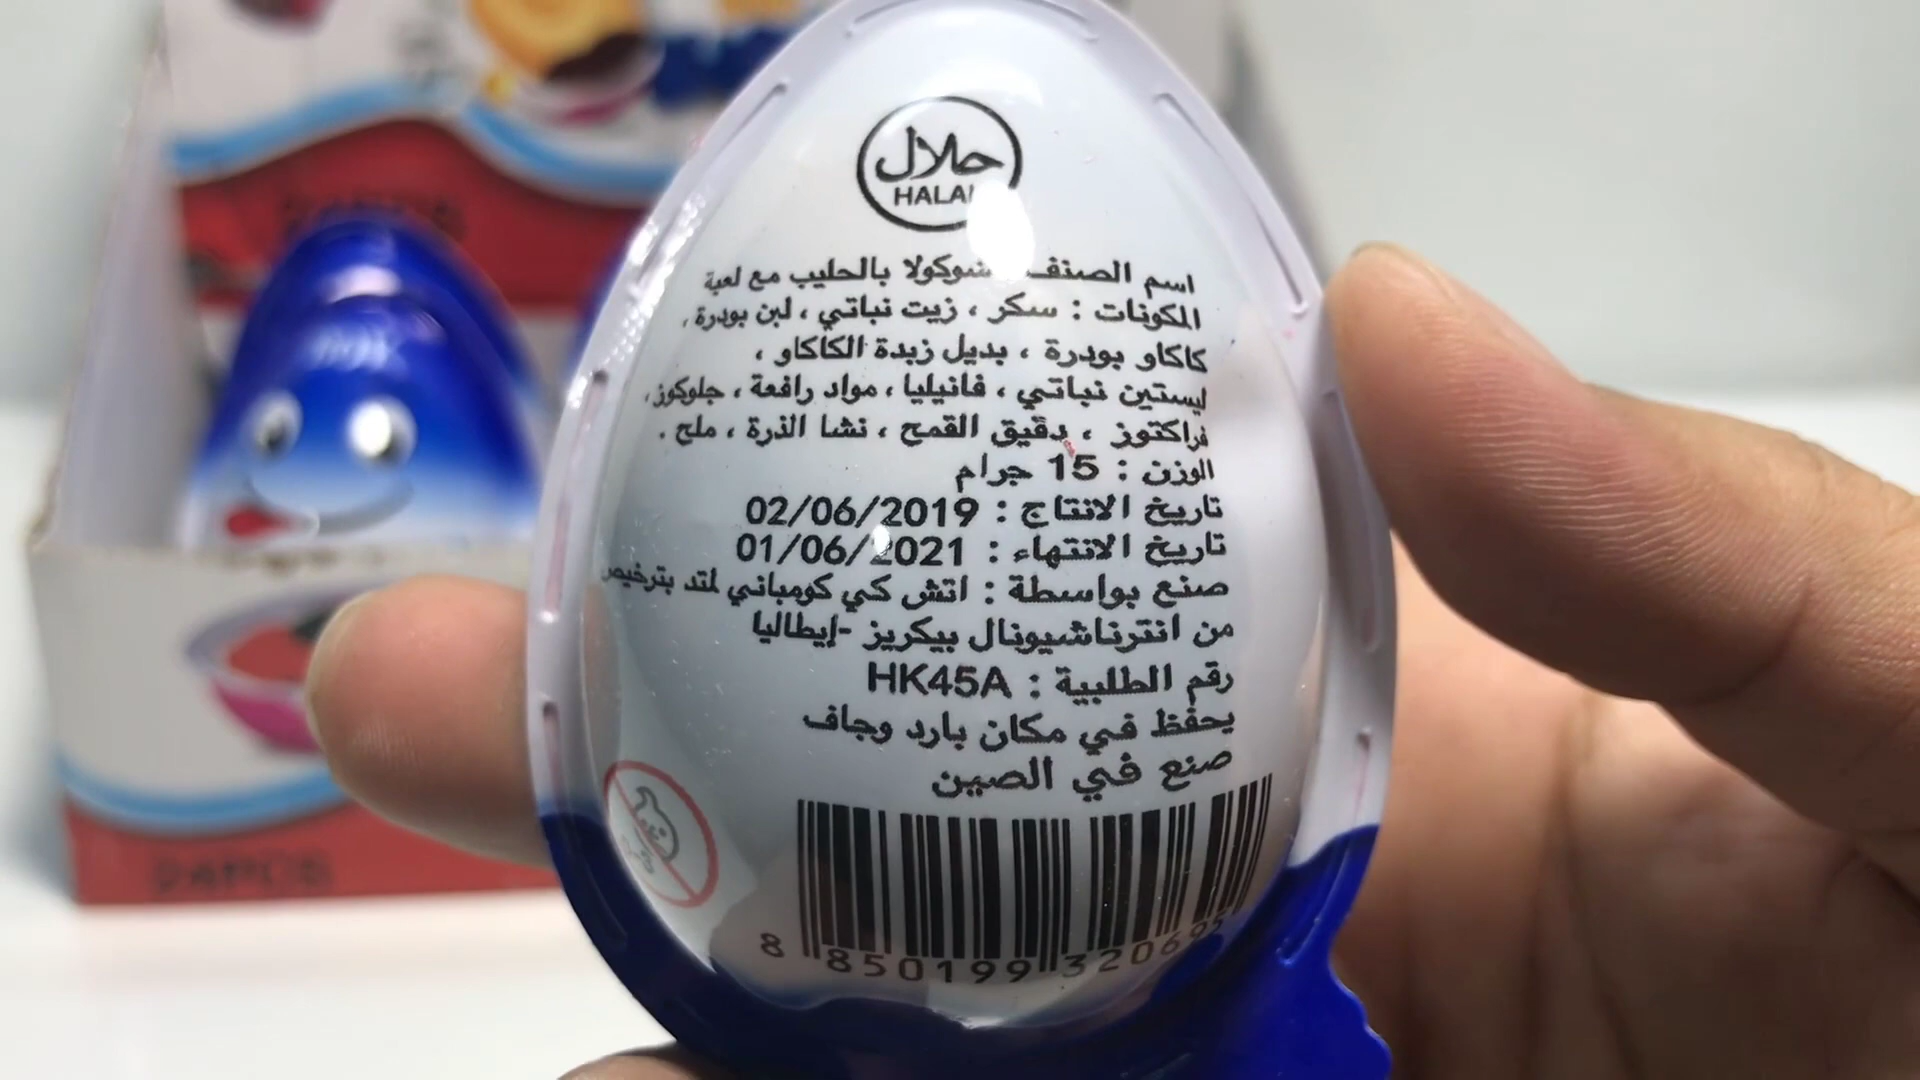 حلال
HALAL
اسم الصنف شوكولا بالحليب مع لعبة
المكونات : سكر ، زيت نباتي ، لبن بودرة ،
كاكاو بودرة ، بديل زبدة الكاكاو ،
ليستين نباتي ، فانيليا ، مواد رافعة ، جلوكوز ،
فراكتوز ، دقيق القمح ، نشا الذرة ، ملح .
الوزن : 15 جرام
تاريخ الانتاج : 02/06/2019
تاريخ الانتهاء : 01/06/2021
صنع بواسطة : اتش كي كومباني لمتد بترخيص
من انترناشيونال بيكريز -إيطاليا
رقم الطلبية : HK45A
يحفظ في مكان بارد وجاف
صنع في الصين
8 850199 320695
24PCS